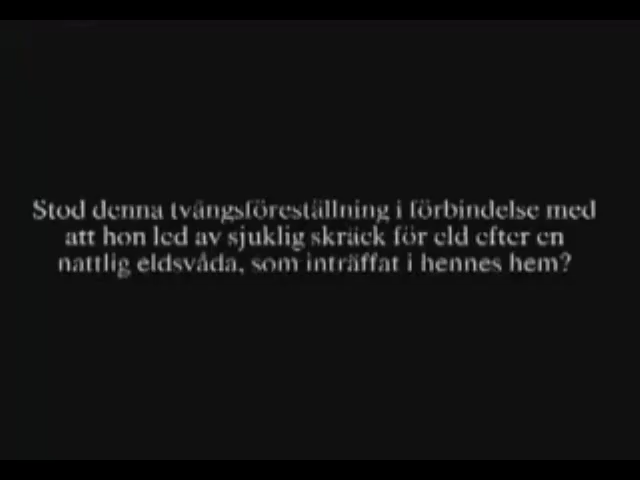 Stod denna tvångsföreställning i förbindelse med
att hon led av sjuklig skräck för eld efter en
nattlig eldsvåda, som inträffat i hennes hem?